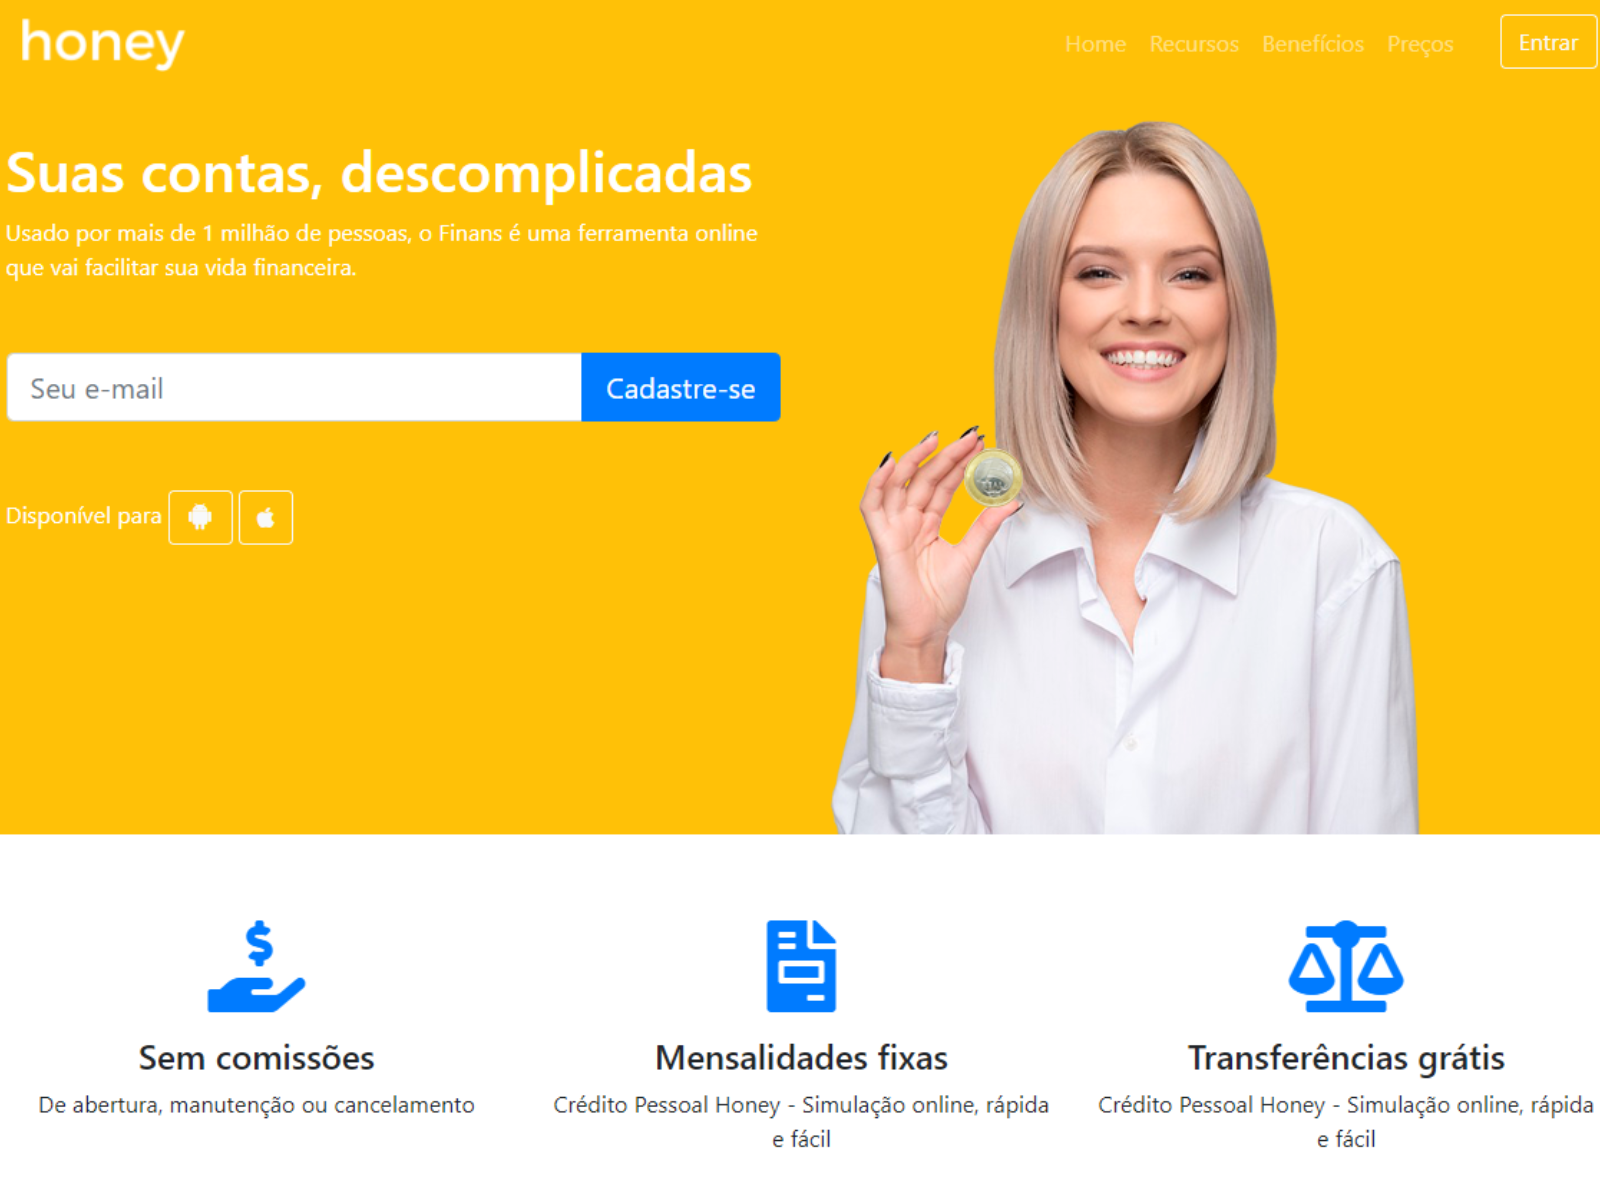 honey
Home Recursos Benefícios Preços Entrar
Suas contas, descomplicadas
Usado por mais de 1 milhão de pessoas, o Finans é uma ferramenta online
que vai facilitar sua vida financeira.
Seu e-mail Cadastre-se
Disponível para
Sem comissões
De abertura, manutenção ou cancelamento
Mensalidades fixas
Crédito Pessoal Honey - Simulação online, rápida
e fácil
Transferências grátis
Crédito Pessoal Honey - Simulação online, rápida
e fácil